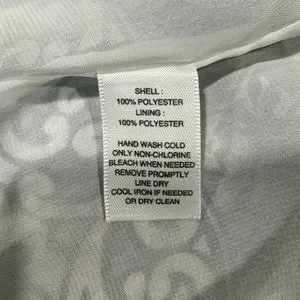 SHELL :
100% POLYESTER
LINING :
100% POLYESTER
HAND WASH COLD
ONLY NON-CHLORINE
BLEACH WHEN NEEDED
REMOVE PROMPTLY
LINE DRY
COOL IRON IF NEEDED
OR DRY CLEAN